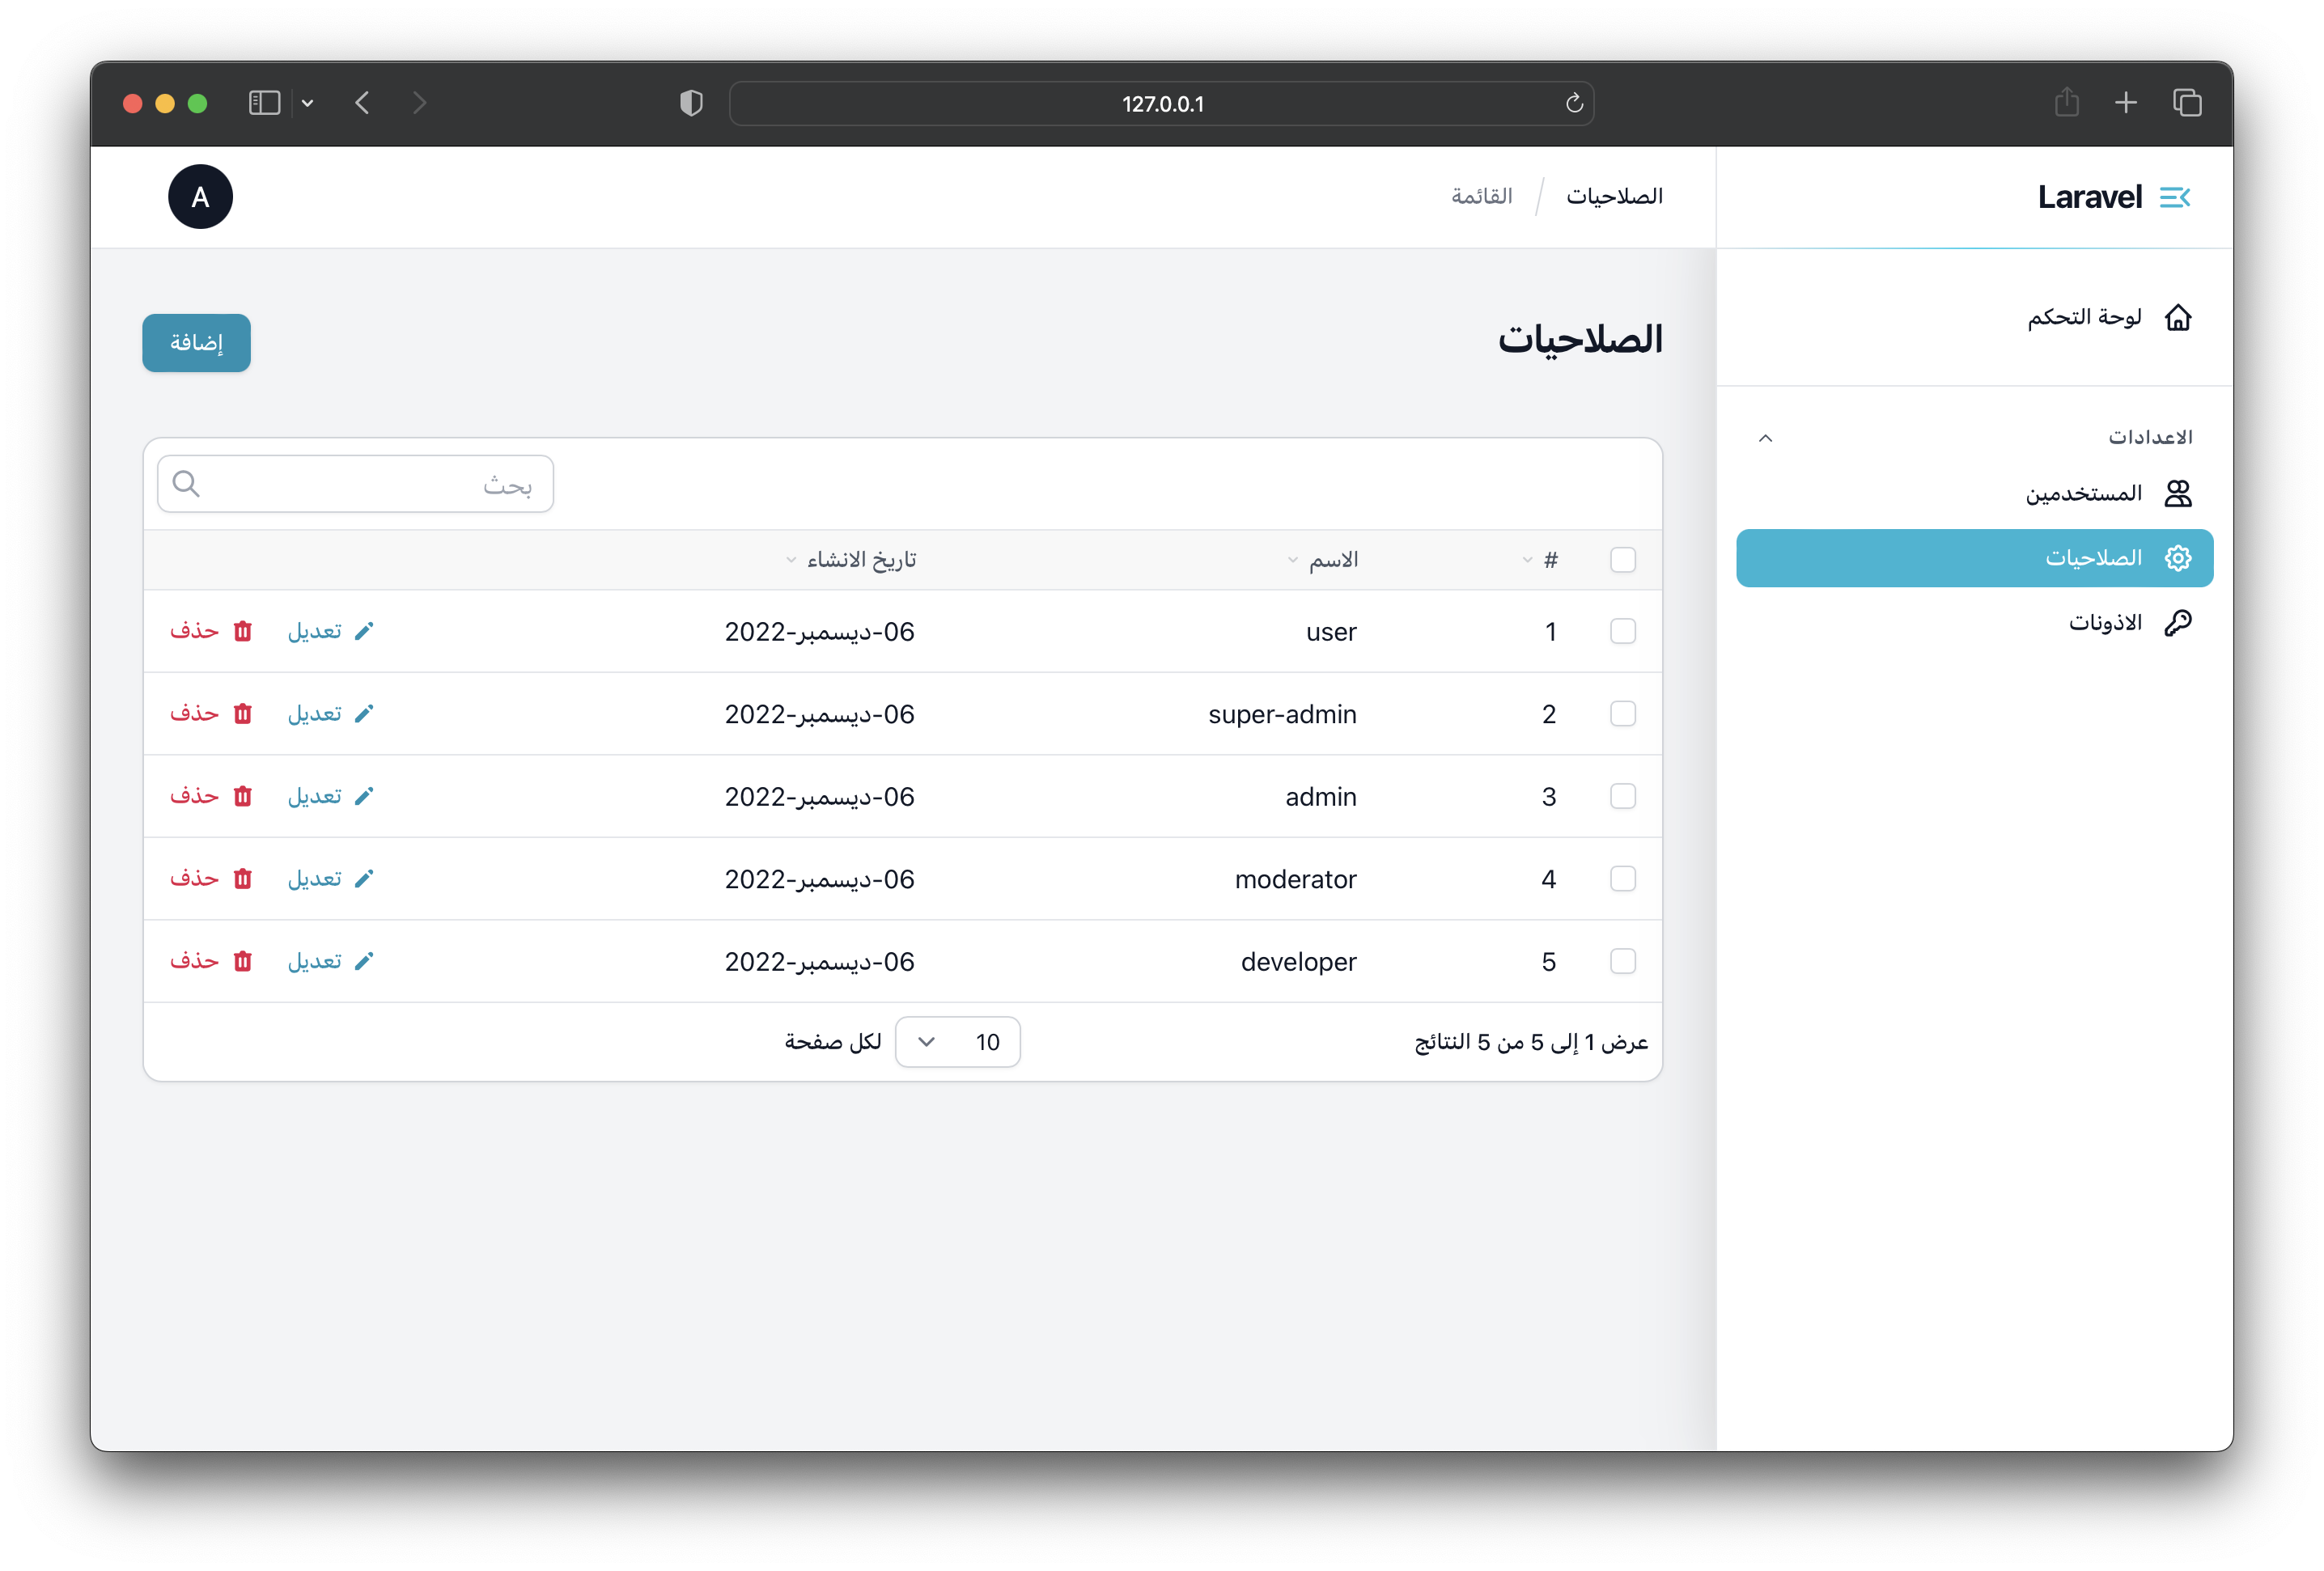 127.0.0.1
Laravel
الصلاحيات / القائمة
A
لوحة التحكم
الاعدادات
المستخدمين
الصلاحيات
الاذونات
الصلاحيات
إضافة
بحث
# الاسم تاريخ الانشاء
1 user 06-ديسمبر-2022 تعديل حذف
2 super-admin 06-ديسمبر-2022 تعديل حذف
3 admin 06-ديسمبر-2022 تعديل حذف
4 moderator 06-ديسمبر-2022 تعديل حذف
5 developer 06-ديسمبر-2022 تعديل حذف
عرض 1 إلى 5 من 5 النتائج 10 لكل صفحة